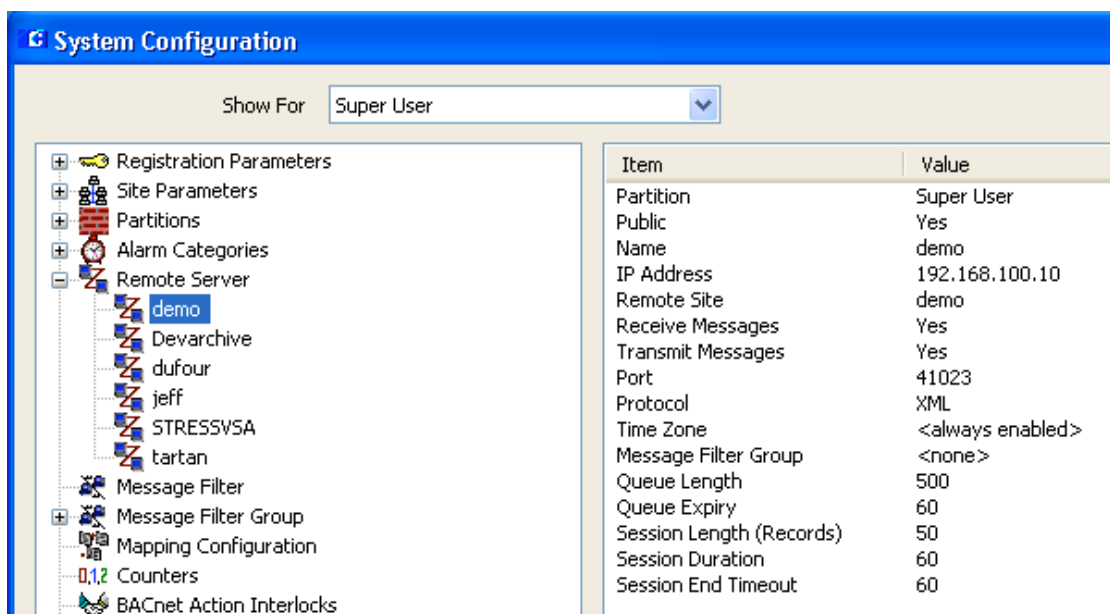 System Configuration
Show For Super User
Registration Parameters
Site Parameters
Partitions
Alarm Categories
Remote Server
demo
Devarchive
dufour
jeff
STRESSVSA
tartan
Message Filter
Message Filter Group
Mapping Configuration
0,1,2 Counters
BACnet Action Interlocks
Item Value
Partition Super User
Public Yes
Name demo
IP Address 192.168.100.10
Remote Site demo
Receive Messages Yes
Transmit Messages Yes
Port 41023
Protocol XML
Time Zone <always enabled>
Message Filter Group <none>
Queue Length 500
Queue Expiry 60
Session Length (Records) 50
Session Duration 60
Session End Timeout 60